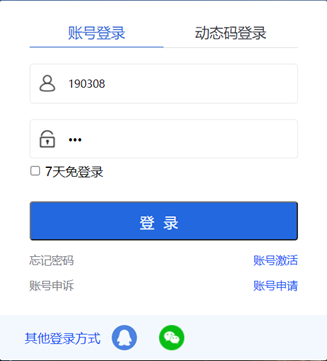 账号登录 动态码登录
190308
•••
7天免登录
登 录
忘记密码 账号激活
账号申诉 账号申请
其他登录方式